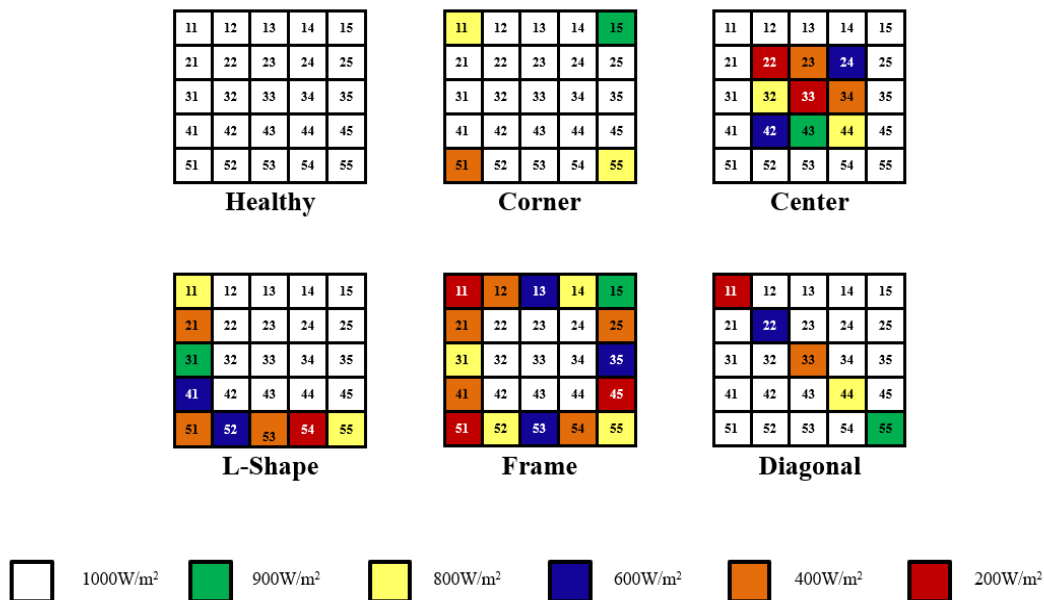 11 12 13 14 15 11 12 13 14 15 11 12 13 14 15
21 22 23 24 25 21 22 23 24 25 21 22 23 24 25
31 32 33 34 35 31 32 33 34 35 31 32 33 34 35
41 42 43 44 45 41 42 43 44 45 41 42 43 44 45
51 52 53 54 55 51 52 53 54 55 51 52 53 54 55
Healthy Corner Center
11 12 13 14 15 11 12 13 14 15 11 12 13 14 15
21 22 23 24 25 21 22 23 24 25 21 22 23 24 25
31 32 33 34 35 31 32 33 34 35 31 32 33 34 35
41 42 43 44 45 41 42 43 44 45 41 42 43 44 45
51 52 53 54 55 51 52 53 54 55 51 52 53 54 55
L-Shape Frame Diagonal
1000W/m² 900W/m² 800W/m² 600W/m² 400W/m² 200W/m²